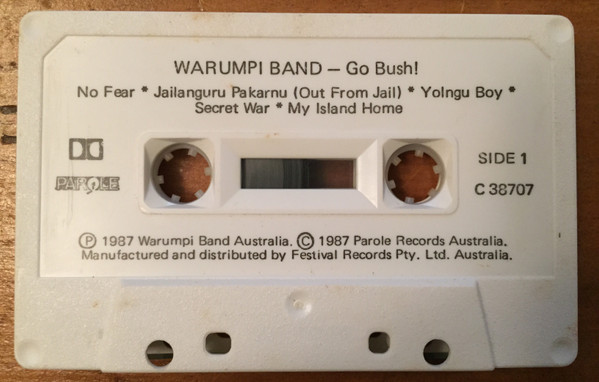 WARUMPI BAND – Go Bush!
No Fear * Jailanguru Pakarnu (Out From Jail) * Yolngu Boy *
Secret War * My Island Home
PAROLE
SIDE 1
C 38707
Ⓟ 1987 Warumpi Band Australia. © 1987 Parole Records Australia.
Manufactured and distributed by Festival Records Pty. Ltd. Australia.